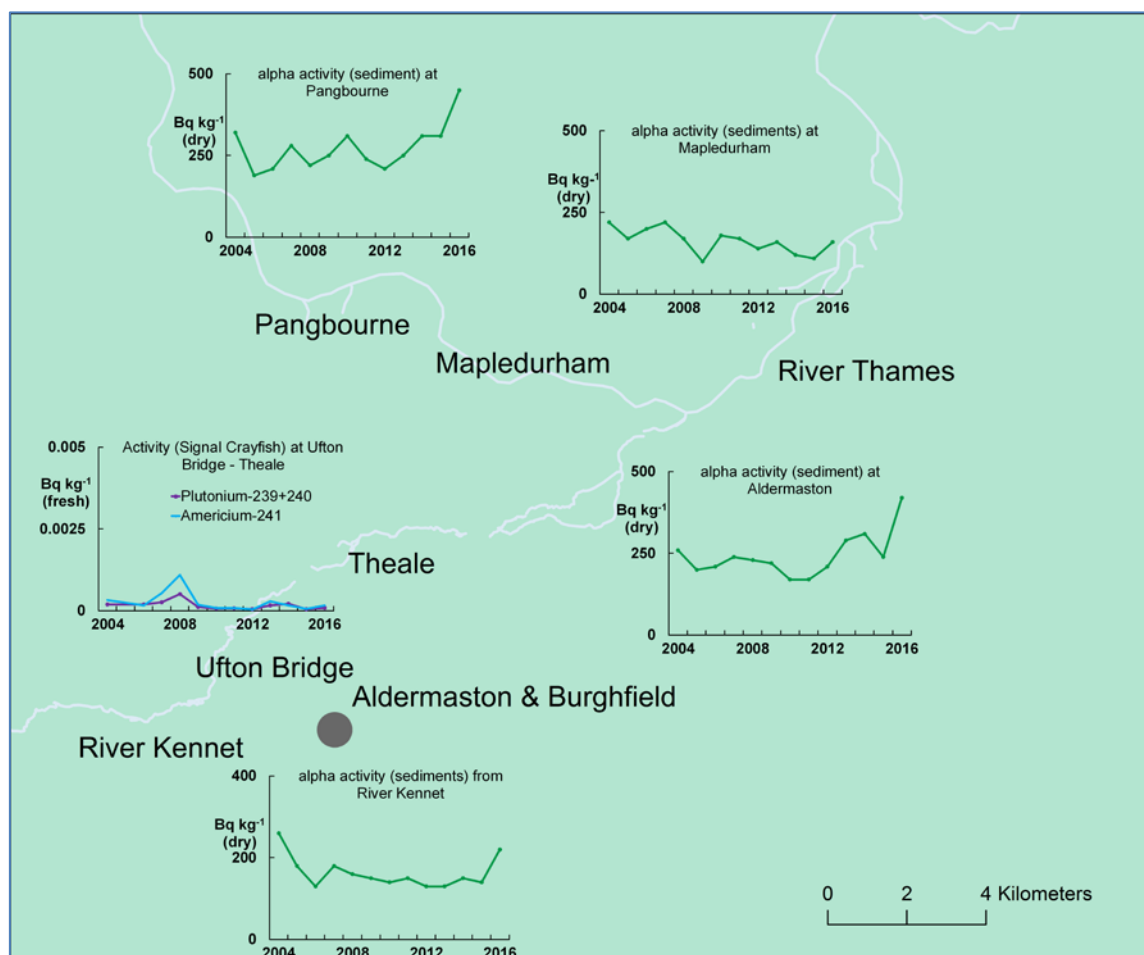 500
alpha activity (sediment) at
Pangbourne
Bq kg-1
(dry)
250
0
2004
2008
2012
2016
500
alpha activity (sediments) at
Mapledurham
Bq kg-1
(dry)
250
0
2004
2008
2012
2016
Pangbourne
Mapledurham
River Thames
0.005
Activity (Signal Crayfish) at Ufton
Bridge - Theale
Bq kg-1
(fresh)
Plutonium-239+240
Americium-241
0.0025
0
2004
2008
2012
2016
500
alpha activity (sediment) at
Aldermaston
Bq kg-1
(dry)
250
0
2004
2008
2012
2016
Theale
Ufton Bridge
Aldermaston & Burghfield
River Kennet
400
alpha activity (sediments) from
River Kennet
Bq kg-1
(dry)
200
0
2004
2008
2012
2016
0 2 4 Kilometers